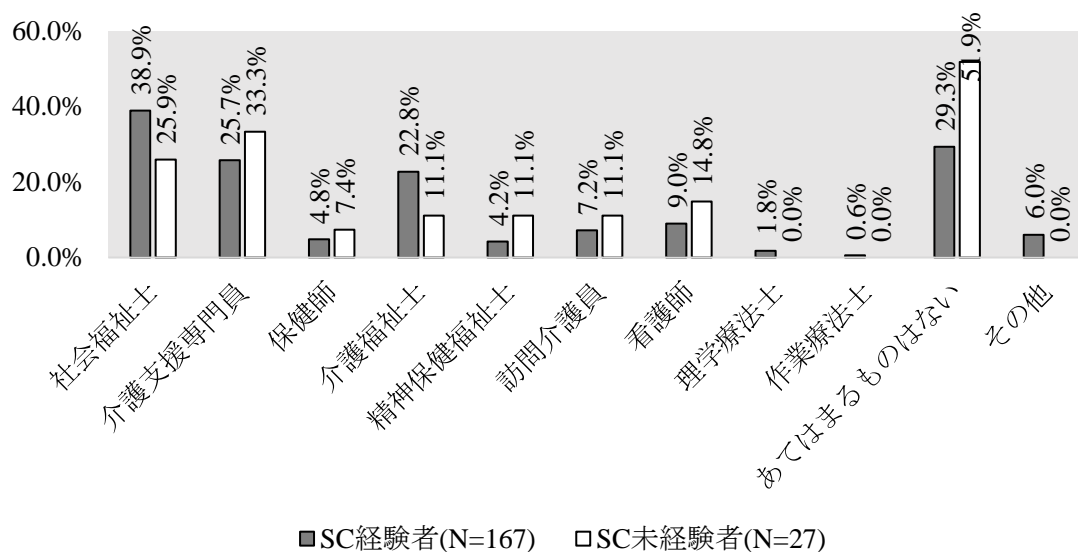 60.0%
40.0%
20.0%
0.0%
38.9%
25.9%
25.7%
33.3%
4.8%
7.4%
22.8%
11.1%
4.2%
11.1%
7.2%
11.1%
9.0%
14.8%
1.8%
0.0%
0.6%
0.0%
29.3%
51.9%
6.0%
0.0%
社会福祉士
介護支援専門員
保健師
介護福祉士
精神保健福祉士
訪問介護員
看護師
理学療法士
作業療法士
あてはまるものはない
その他
SC経験者(N=167) SC未経験者(N=27)